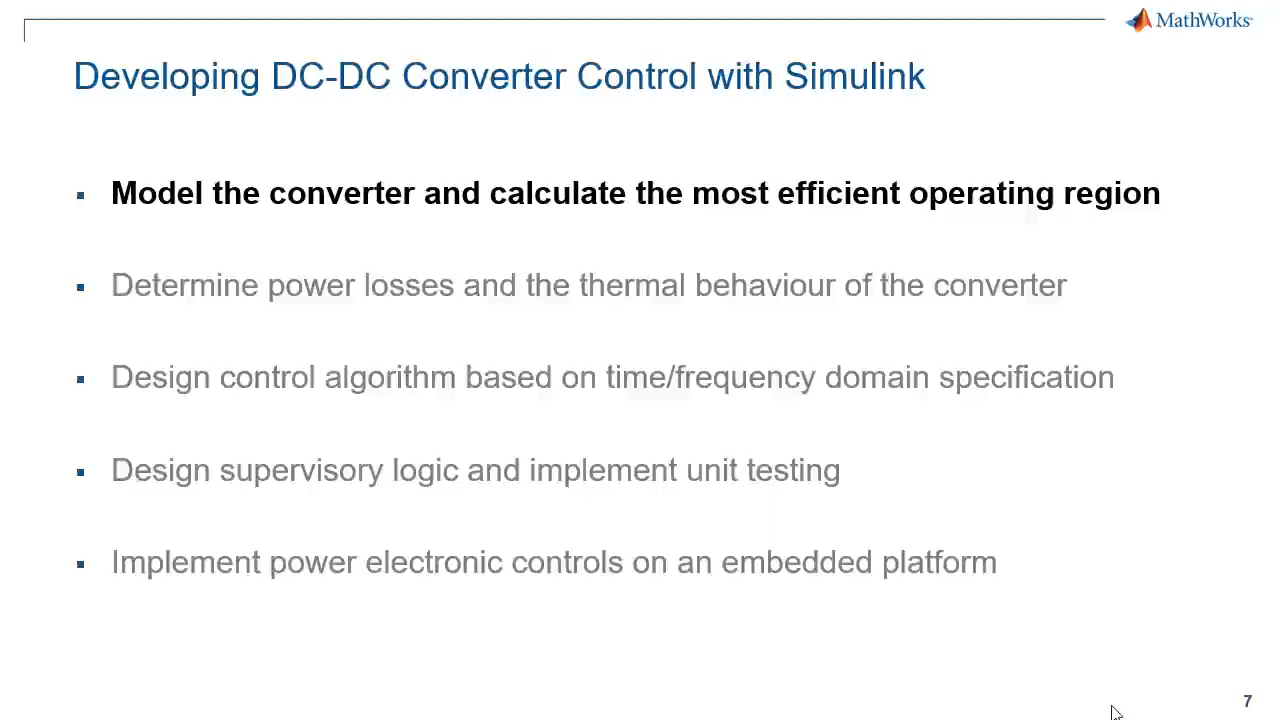 MathWorks
Developing DC-DC Converter Control with Simulink
Model the converter and calculate the most efficient operating region
Determine power losses and the thermal behaviour of the converter
Design control algorithm based on time/frequency domain specification
Design supervisory logic and implement unit testing
Implement power electronic controls on an embedded platform
7